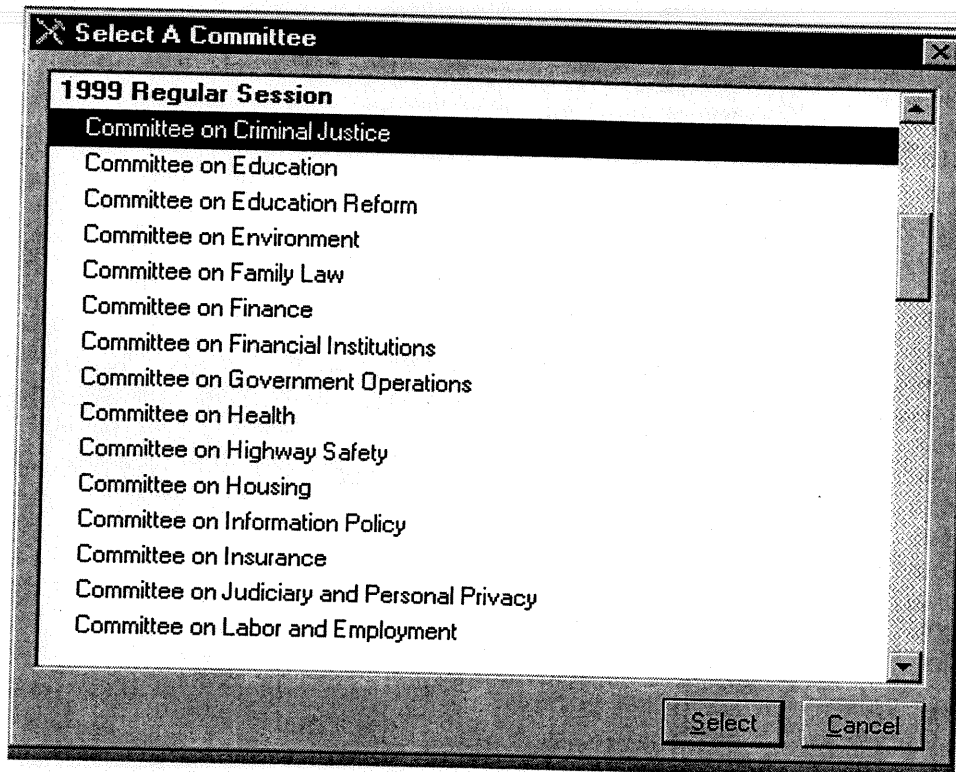 Select A Committee
1999 Regular Session
Committee on Criminal Justice
Committee on Education
Committee on Education Reform
Committee on Environment
Committee on Family Law
Committee on Finance
Committee on Financial Institutions
Committee on Government Operations
Committee on Health
Committee on Highway Safety
Committee on Housing
Committee on Information Policy
Committee on Insurance
Committee on Judiciary and Personal Privacy
Committee on Labor and Employment
Select Cancel